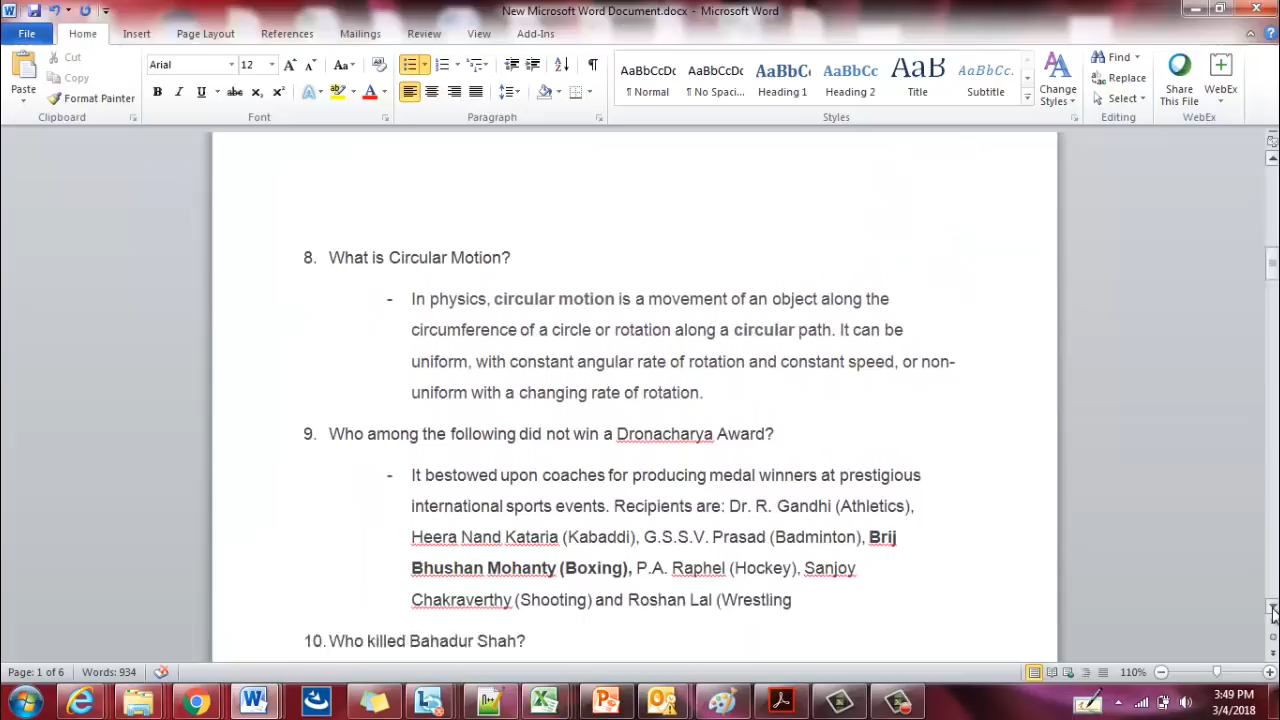 New Microsoft Word Document.docx - Microsoft Word
File Home Insert Page Layout References Mailings Review View Add-Ins
Paste Cut Copy Format Painter
Arial 12
AaBbCcDc AaBbCcDc AaBbC AaBbCc AaB AaBbCc.
¶ Normal ¶ No Spaci... Heading 1 Heading 2 Title Subtitle
Change Styles
Find Replace Select
Share This File WebEx
Clipboard Font Paragraph Styles Editing WebEx
8. What is Circular Motion?
- In physics, circular motion is a movement of an object along the
circumference of a circle or rotation along a circular path. It can be
uniform, with constant angular rate of rotation and constant speed, or non-
uniform with a changing rate of rotation.
9. Who among the following did not win a Dronacharya Award?
- It bestowed upon coaches for producing medal winners at prestigious
international sports events. Recipients are: Dr. R. Gandhi (Athletics),
Heera Nand Kataria (Kabaddi), G.S.S.V. Prasad (Badminton), Brij
Bhushan Mohanty (Boxing), P.A. Raphel (Hockey), Sanjoy
Chakraverthy (Shooting) and Roshan Lal (Wrestling
10. Who killed Bahadur Shah?
Page: 1 of 6 Words: 934 110%
3:49 PM
3/4/2018